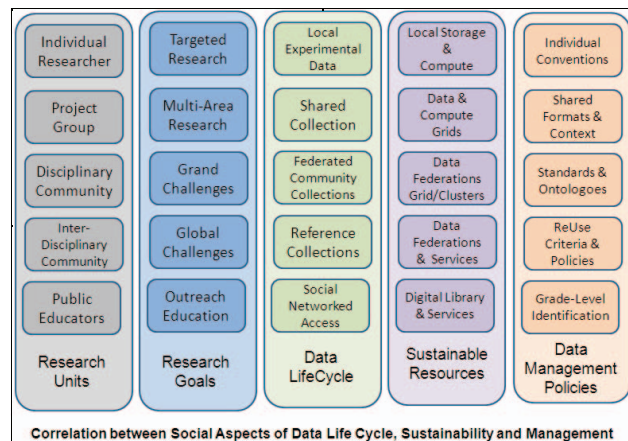 Individual
Researcher
Project
Group
Disciplinary
Community
Inter-
Disciplinary
Community
Public
Educators
Research
Units
Targeted
Research
Multi-Area
Research
Grand
Challenges
Global
Challenges
Outreach
Education
Research
Goals
Local
Experimental
Data
Shared
Collection
Federated
Community
Collections
Reference
Collections
Social
Networked
Access
Data
LifeCycle
Local Storage
&
Compute
Data &
Compute
Grids
Data
Federations
Grid/Clusters
Data
Federations
& Services
Digital Library
& Services
Sustainable
Resources
Individual
Conventions
Shared
Formats &
Context
Standards &
Ontologoes
ReUse
Criteria &
Policies
Grade-Level
Identification
Data
Management
Policies
Correlation between Social Aspects of Data Life Cycle, Sustainability and Management